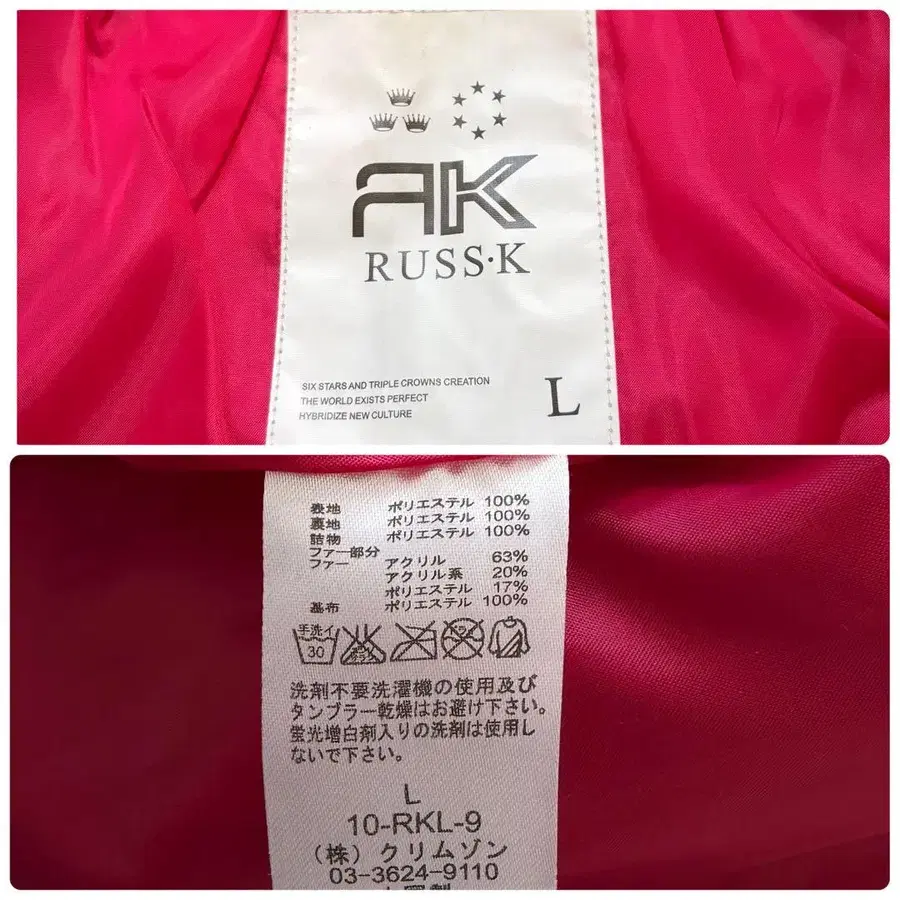 RK
RUSS·K
SIX STARS AND TRIPLE CROWNS CREATION
THE WORLD EXISTS PERFECT
HYBRIDIZE NEW CULTURE
L
表地 ポリエステル 100%
裏地 ポリエステル 100%
詰物 ポリエステル 100%
ファー部分
ファー アクリル 63%
アクリル系 20%
ポリエステル 17%
基布 ポリエステル 100%
手洗イ
30
洗剤不要洗濯機の使用及び
タンブラー乾燥はお避け下さい。
蛍光増白剤入りの洗剤は使用し
ないで下さい。
L
10-RKL-9
(株) クリムゾン
03-3624-9110